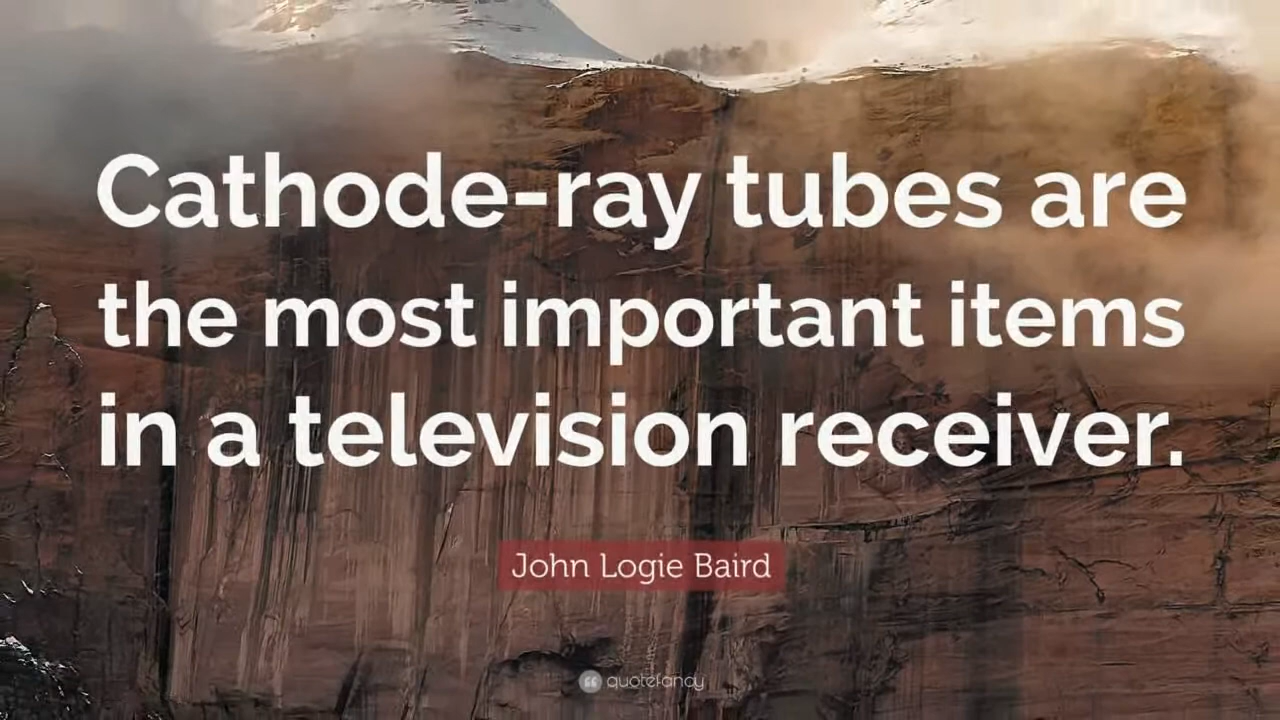 Cathode-ray tubes are
the most important items
in a television receiver.
John Logie Baird
quotefancy